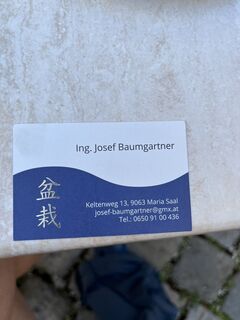 Ing. Josef Baumgartner
盆
栽
Keltenweg 13, 9063 Maria Saal
josef-baumgartner@gmx.at
Tel.: 0650 91 00 436